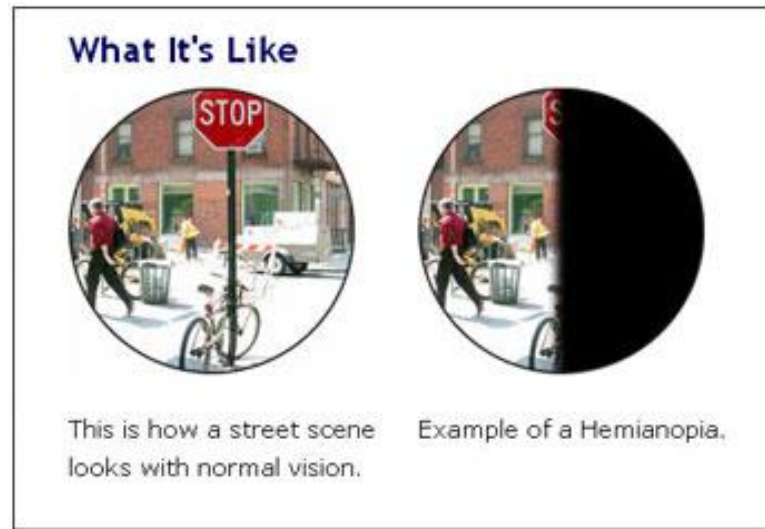 What It's Like
STOP
S
This is how a street scene
looks with normal vision.
Example of a Hemianopia.